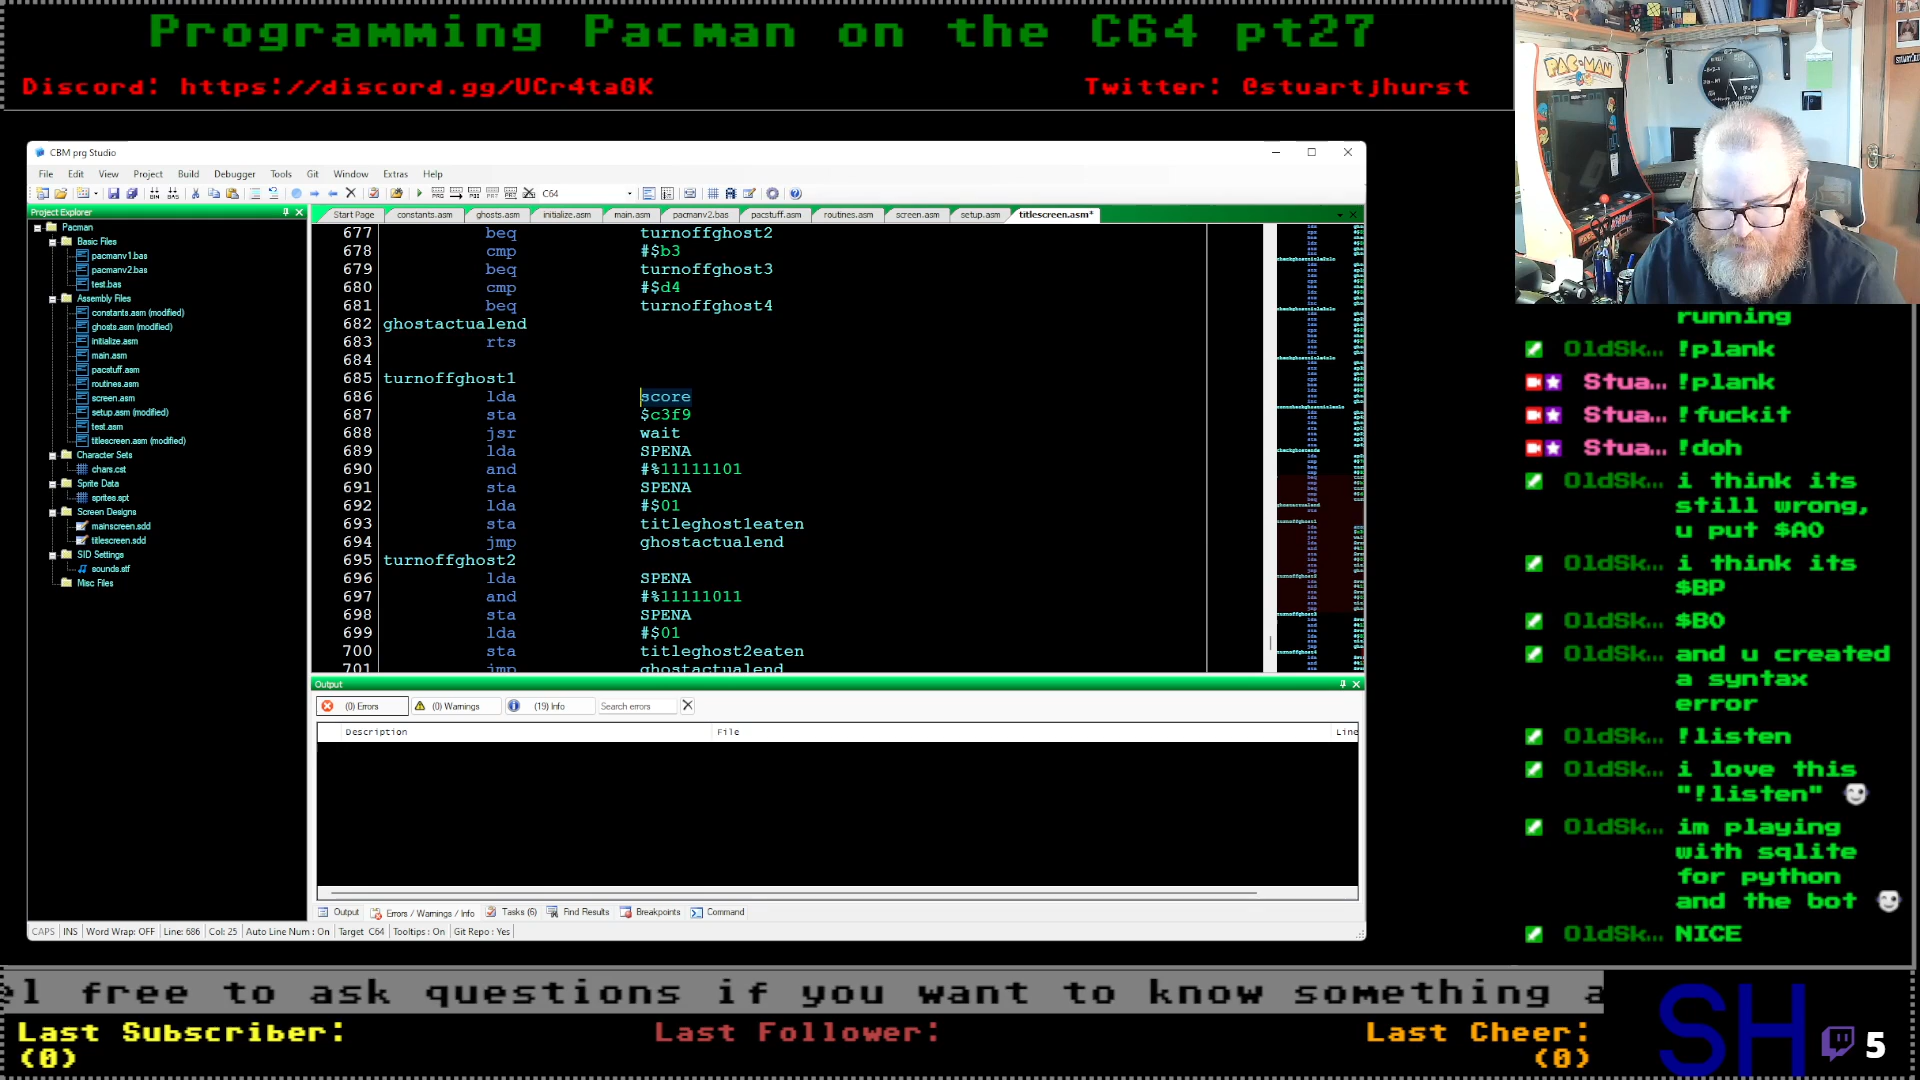 Programming Pacman on the C64 pt27
Discord: https://discord.gg/UCr4taGK
Twitter: @stuartjhurst
CBM prg Studio
File Edit View Project Build Debugger Tools Git Window Extras Help
C64
Project Explorer
Start Page constants.asm ghosts.asm initialize.asm main.asm pacmanv2.bas pacstuff.asm routines.asm screen.asm setup.asm titlescreen.asm*
Pacman
Basic Files
pacmanv1.bas
pacmanv2.bas
test.bas
Assembly Files
constants.asm (modified)
ghosts.asm (modified)
initialize.asm
main.asm
pacstuff.asm
routines.asm
screen.asm
setup.asm (modified)
test.asm
titlescreen.asm (modified)
Character Sets
chars.cst
Sprite Data
sprites.spt
Screen Designs
mainscreen.sdd
titlescreen.sdd
SID Settings
sounds.stf
Misc Files
677 beq turnoffghost2
678 cmp #$b3
679 beq turnoffghost3
680 cmp #$d4
681 beq turnoffghost4
682 ghostactualend
683 rts
684
685 turnoffghost1
686 lda score
687 sta $c3f9
688 jsr wait
689 lda SPENA
690 and #%11111101
691 sta SPENA
692 lda #$01
693 sta titleghost1eaten
694 jmp ghostactualend
695 turnoffghost2
696 lda SPENA
697 and #%11111011
698 sta SPENA
699 lda #$01
700 sta titleghost2eaten
701 jmp ghostactualend
Output
(0) Errors (0) Warnings (19) Info Search errors
Description File Line
Output Errors / Warnings / Info Tasks (6) Find Results Breakpoints Command
CAPS INS Word Wrap: OFF Line: 686 Col: 25 Auto Line Num : On Target C64 Tooltips : On Git Repo : Yes
PAC-MAN
running
OldSk... !plank
Stua... !plank
Stua... !fuckit
Stua... !doh
OldSk... i think its
still wrong,
u put $A0
OldSk... i think its
$BP
OldSk... $B0
OldSk... and u created
a syntax
error
OldSk... !listen
OldSk... i love this
"!listen"
OldSk... im playing
with sqlite
for python
and the bot
OldSk... NICE
el free to ask questions if you want to know something a
Last Subscriber:
(0)
Last Follower:
Last Cheer:
(0)
SH
5